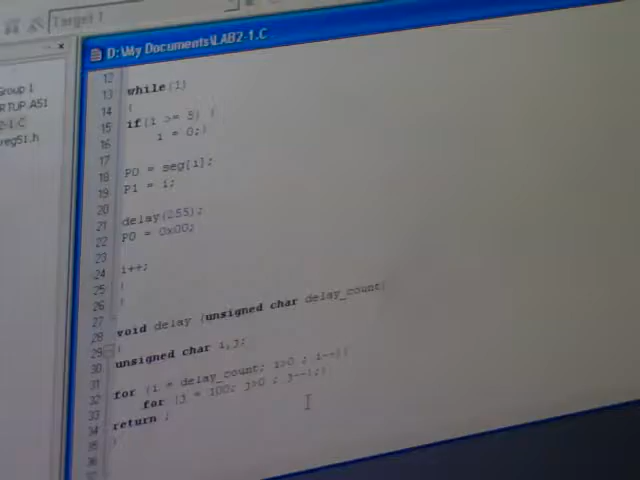 Target 1
D:\My Documents\LAB2-1.C
Group 1
RTUP.A51
2-1.C
reg51.h
12
13 while(1)
14 {
15 if(i >= 5) {
16 i = 0;}
17
18 P0 = seg[i];
19 P1 = i;
20
21 delay(255);
22 P0 = 0x00;
23
24 i++;
25 }
26 }
27
28 void delay (unsigned char delay_count)
29 {
30 unsigned char i,j;
31
32 for (i = delay_count; i>0 ; i--){
33 for (j = 100; j>0 ; j--);}
34 return ;
35 }
36